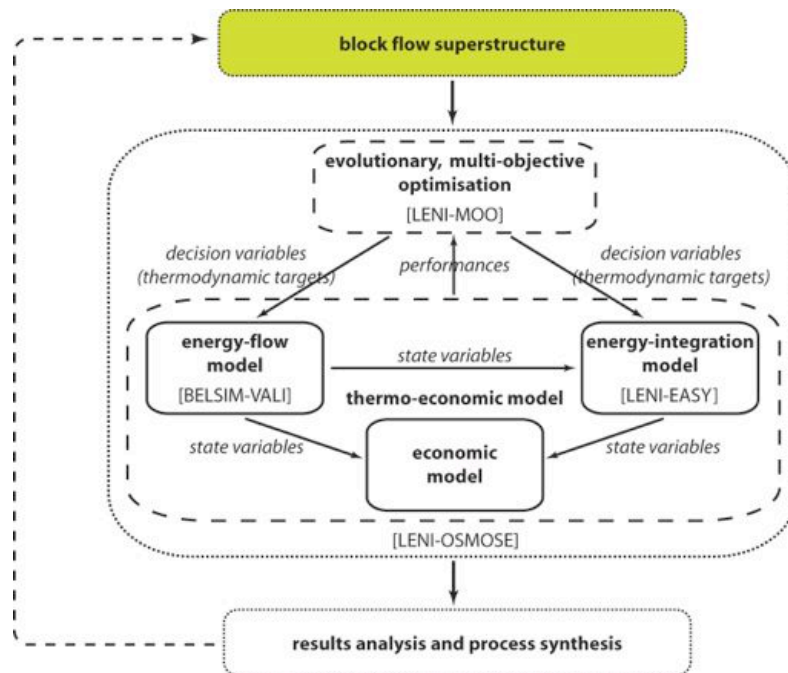 block flow superstructure
evolutionary, multi-objective
optimisation
[LENI-MOO]
decision variables
(thermodynamic targets)
performances
decision variables
(thermodynamic targets)
energy-flow
model
[BELSIM-VALI]
state variables
energy-integration
model
[LENI-EASY]
thermo-economic model
state variables
economic
model
state variables
[LENI-OSMOSE]
results analysis and process synthesis